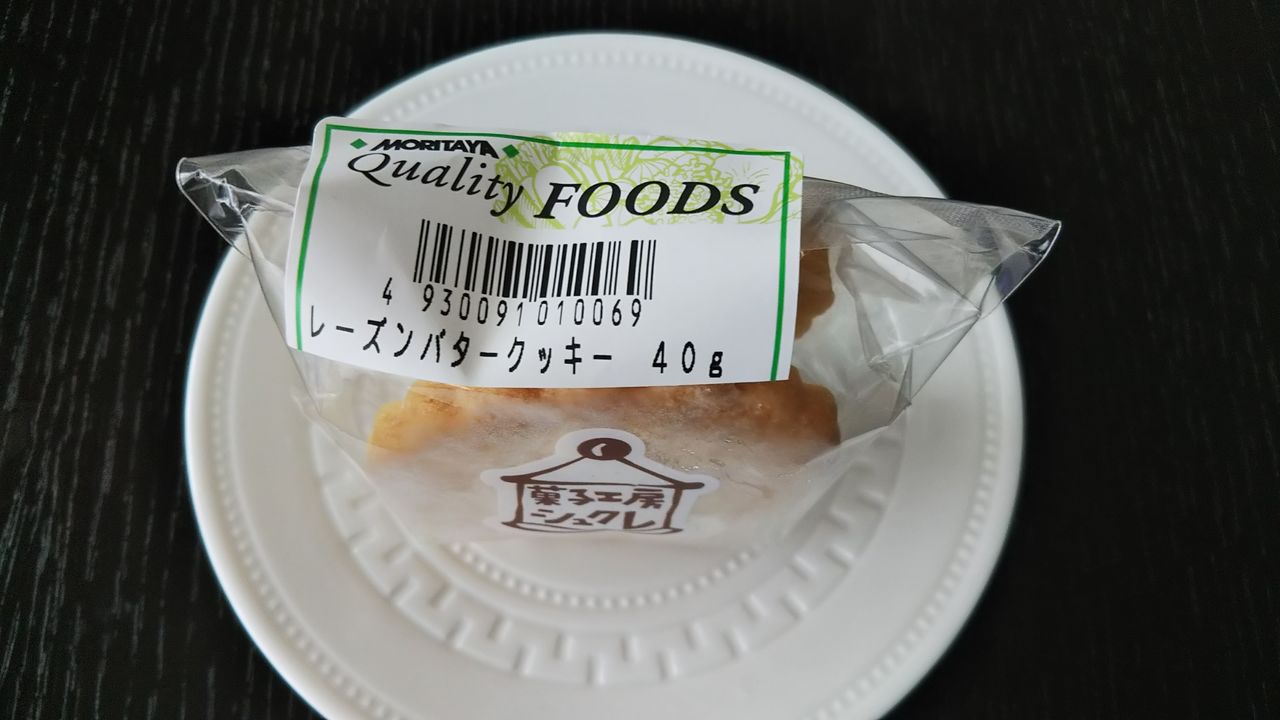 MORITAYA
Quality FOODS
4 930091 010069
レーズンバタークッキー 40g
菓子工房
シュクレ